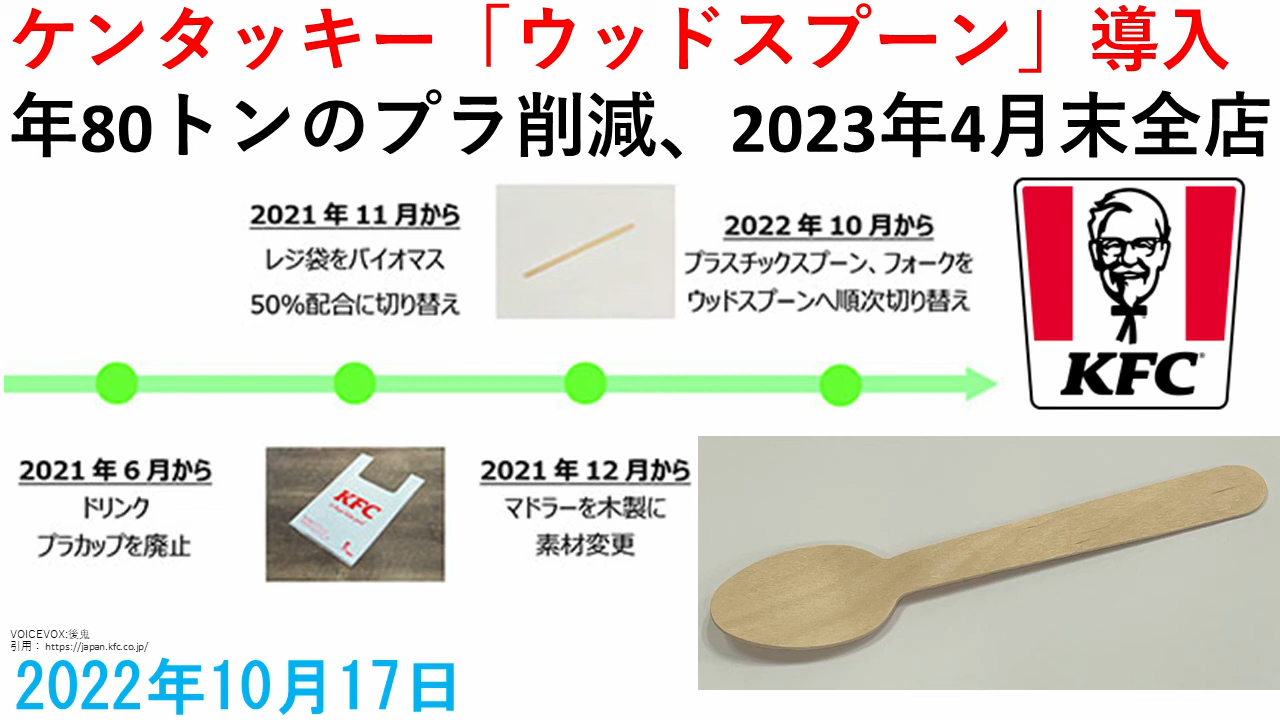 ケンタッキー「ウッドスプーン」導入
年80トンのプラ削減、2023年4月末全店
2021年11月から
レジ袋をバイオマス
50%配合に切り替え
2022年10月から
プラスチックスプーン、フォークを
ウッドスプーンへ順次切り替え
KFC
2021年6月から
ドリンク
プラカップを廃止
KFC
2021年12月から
マドラーを木製に
素材変更
VOICEVOX:後鬼
引用： https://japan.kfc.co.jp/
2022年10月17日